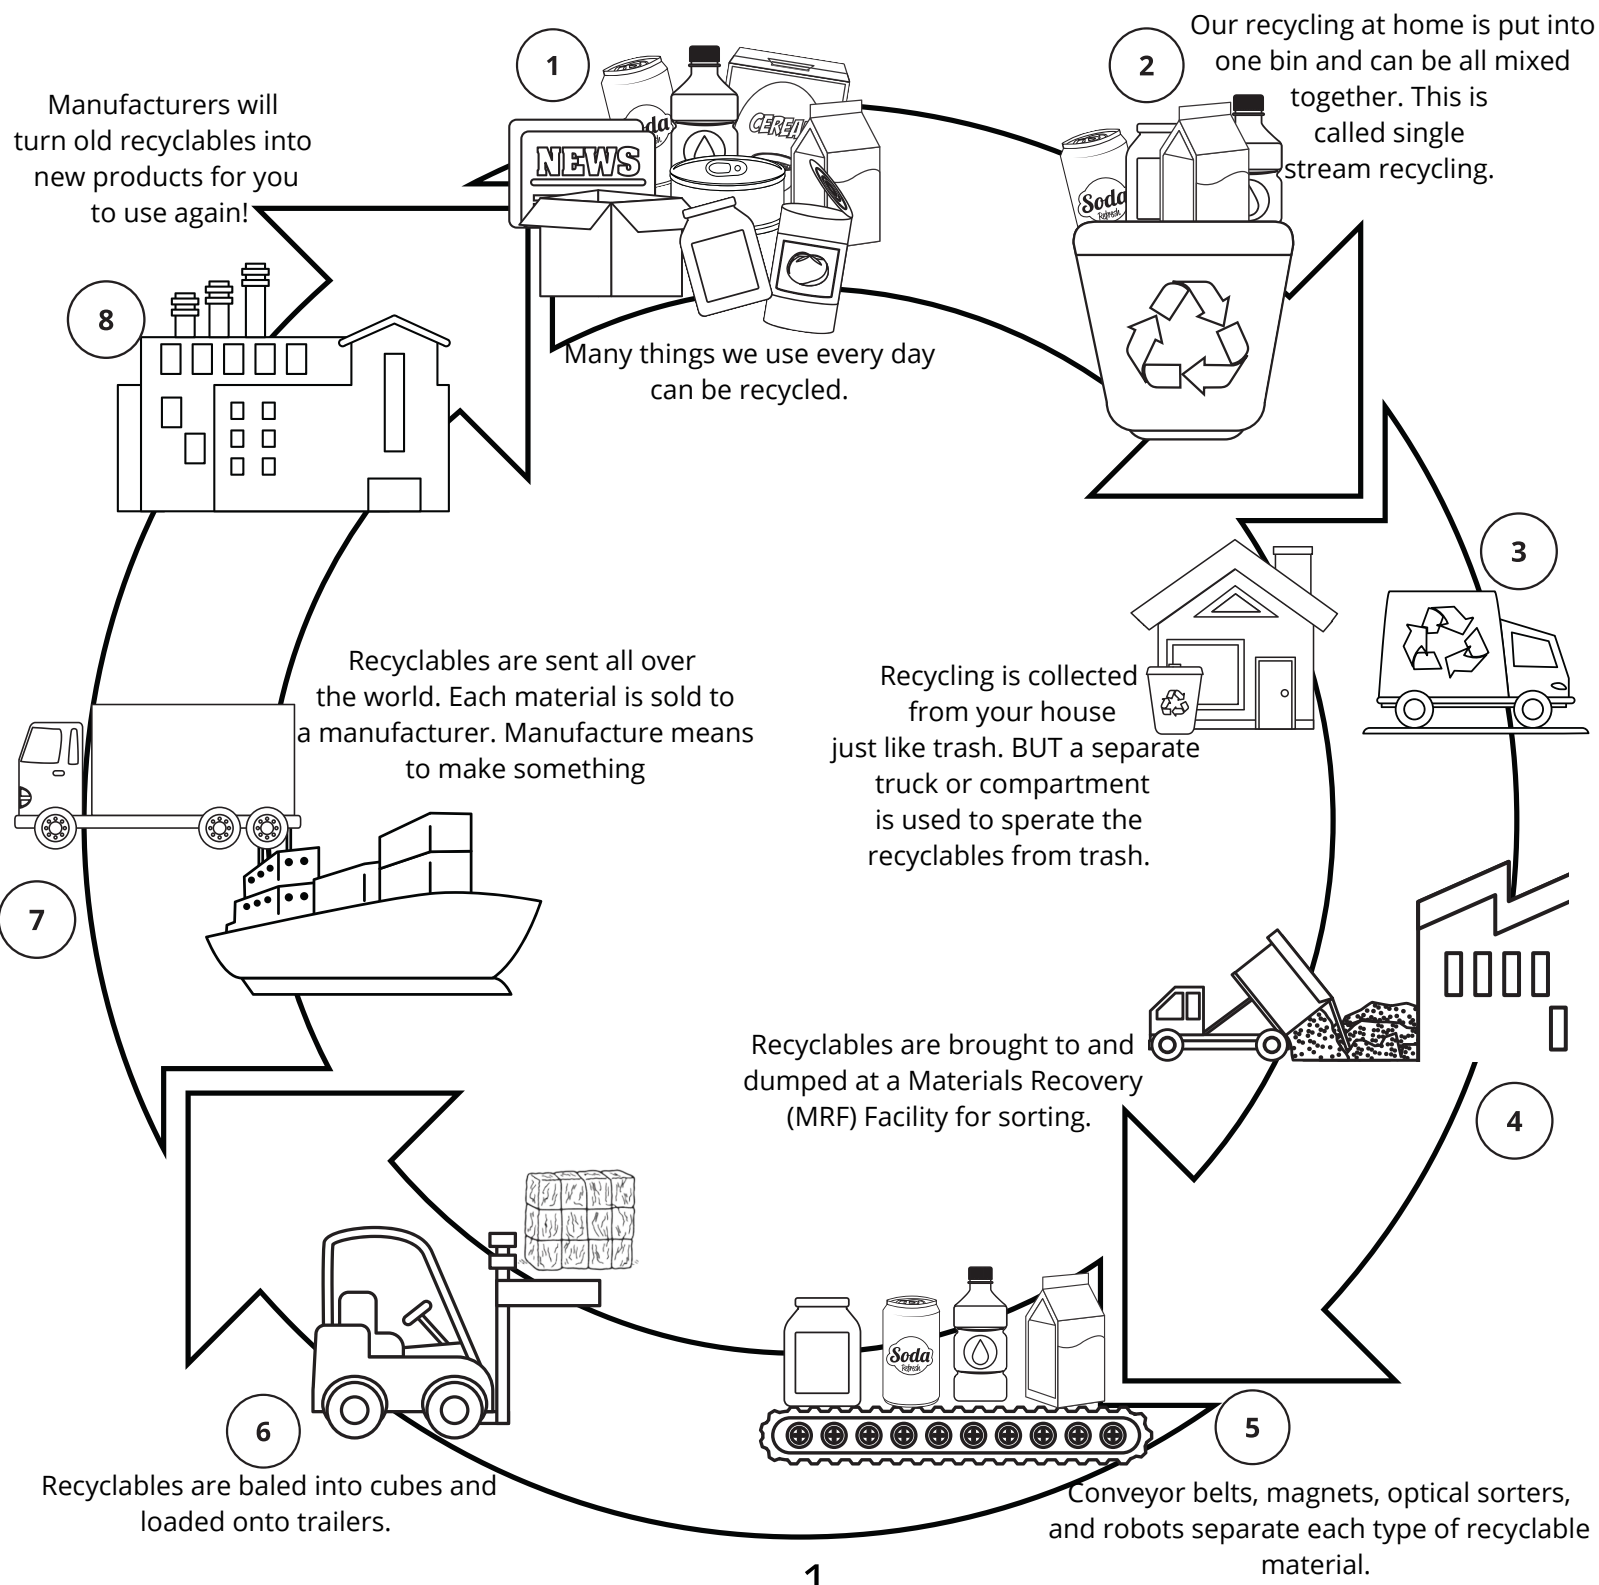 1
Soda
CEREAL
NEWS
Many things we use every day
can be recycled.
2
Our recycling at home is put into
one bin and can be all mixed
together. This is
called single
stream recycling.
Soda
Refresh
3
Recycling is collected
from your house
just like trash. BUT a separate
truck or compartment
is used to sperate the
recyclables from trash.
4
Recyclables are brought to and
dumped at a Materials Recovery
(MRF) Facility for sorting.
5
Soda
Refresh
Conveyor belts, magnets, optical sorters,
and robots separate each type of recyclable
material.
6
Recyclables are baled into cubes and
loaded onto trailers.
7
Recyclables are sent all over
the world. Each material is sold to
a manufacturer. Manufacture means
to make something
8
Manufacturers will
turn old recyclables into
new products for you
to use again!
1